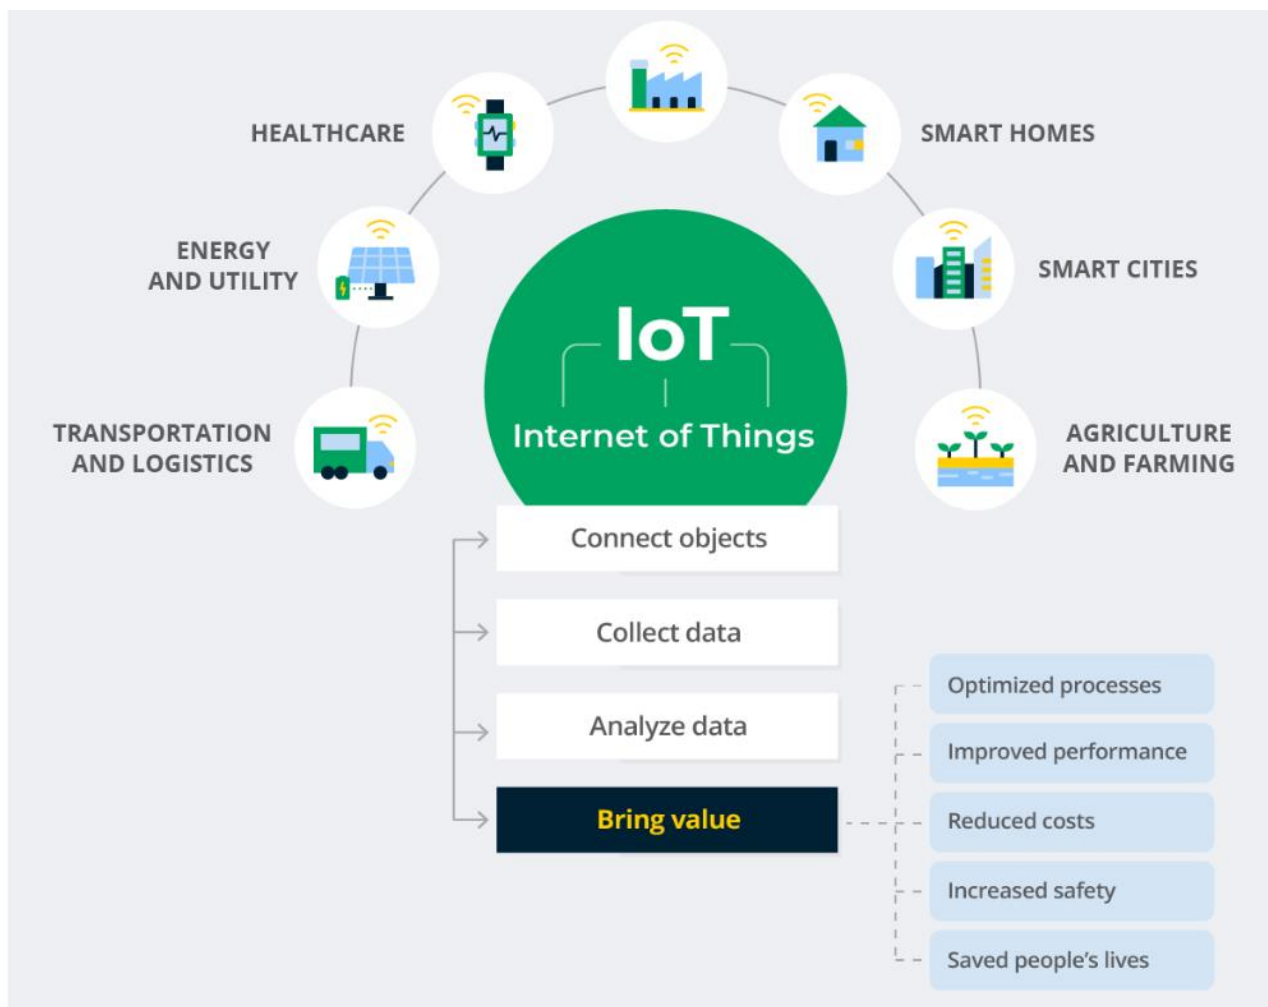 HEALTHCARE
SMART HOMES
ENERGY
AND UTILITY
SMART CITIES
TRANSPORTATION
AND LOGISTICS
AGRICULTURE
AND FARMING
IoT
Internet of Things
Connect objects
Collect data
Analyze data
Bring value
Optimized processes
Improved performance
Reduced costs
Increased safety
Saved people’s lives